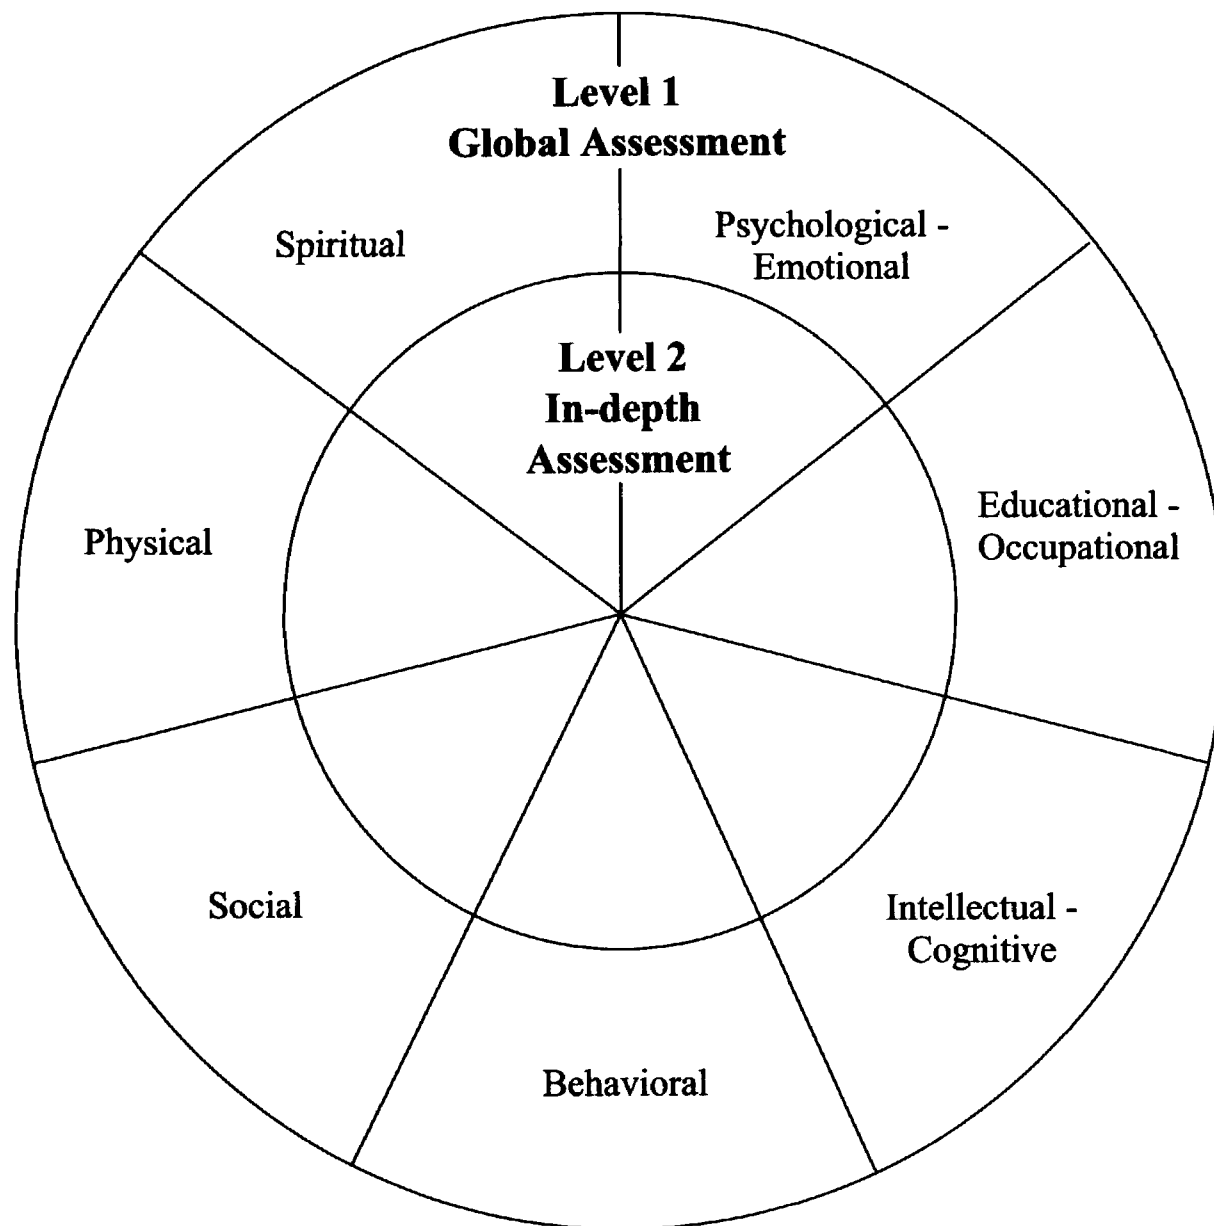 Level 1
Global Assessment
Spiritual
Psychological -
Emotional
Level 2
In-depth
Assessment
Physical
Educational -
Occupational
Social
Intellectual -
Cognitive
Behavioral